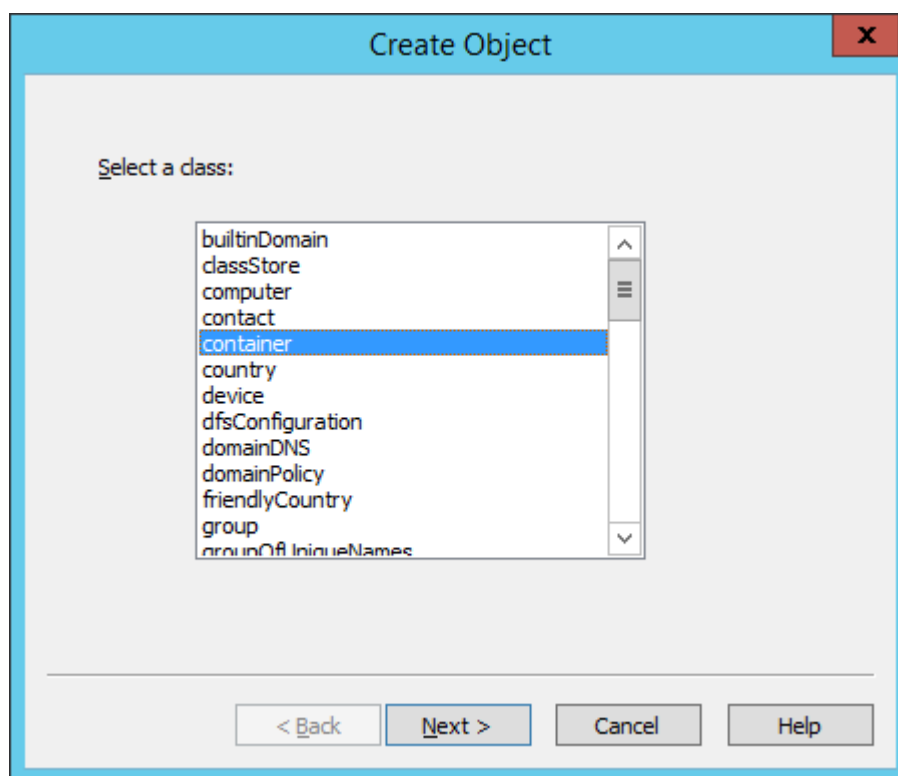 Create Object
x
Select a class:
builtinDomain
classStore
computer
contact
container
country
device
dfsConfiguration
domainDNS
domainPolicy
friendlyCountry
group
groupOfUniqueNames
< Back Next > Cancel Help